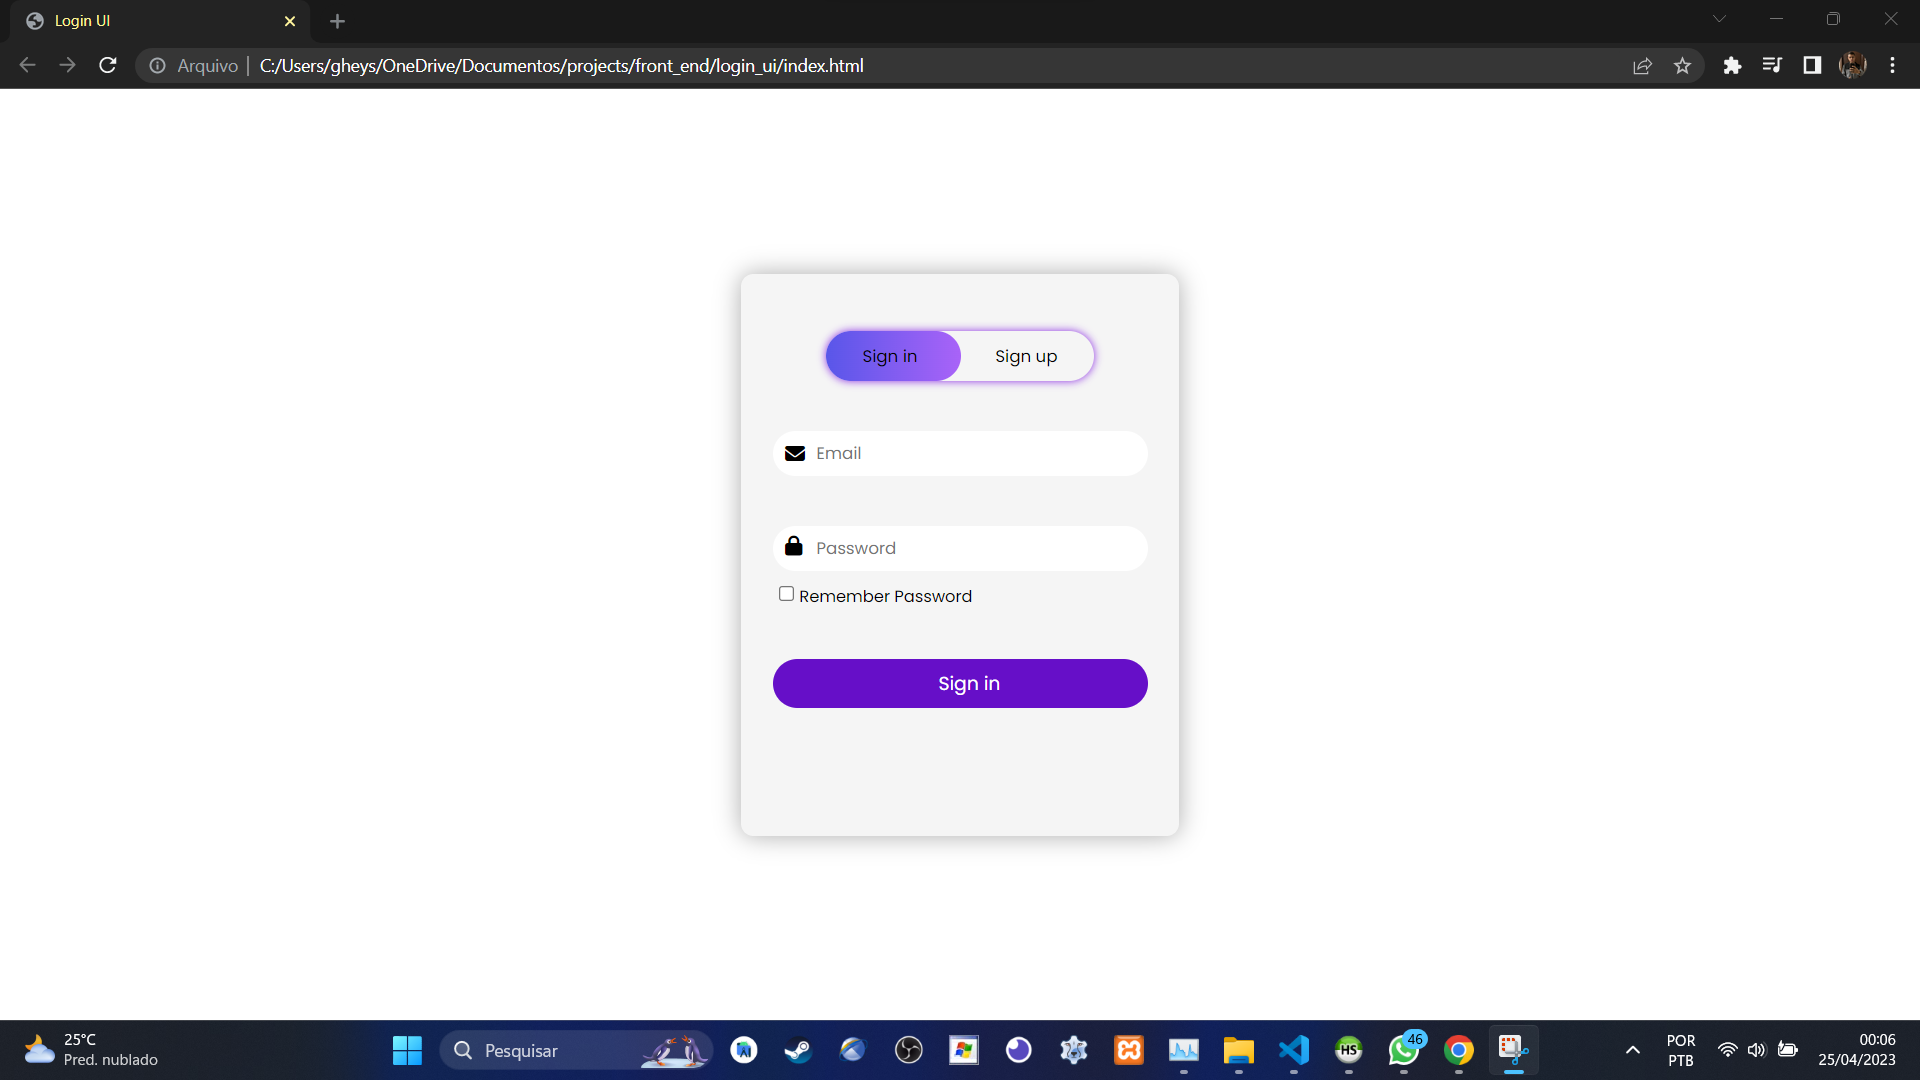 Login UI
Arquivo | C:/Users/gheys/OneDrive/Documentos/projects/front_end/login_ui/index.html
Sign in
Sign up
Email
Password
Remember Password
Sign in
25°C
Pred. nublado
Pesquisar
HS
46
POR
PTB
00:06
25/04/2023